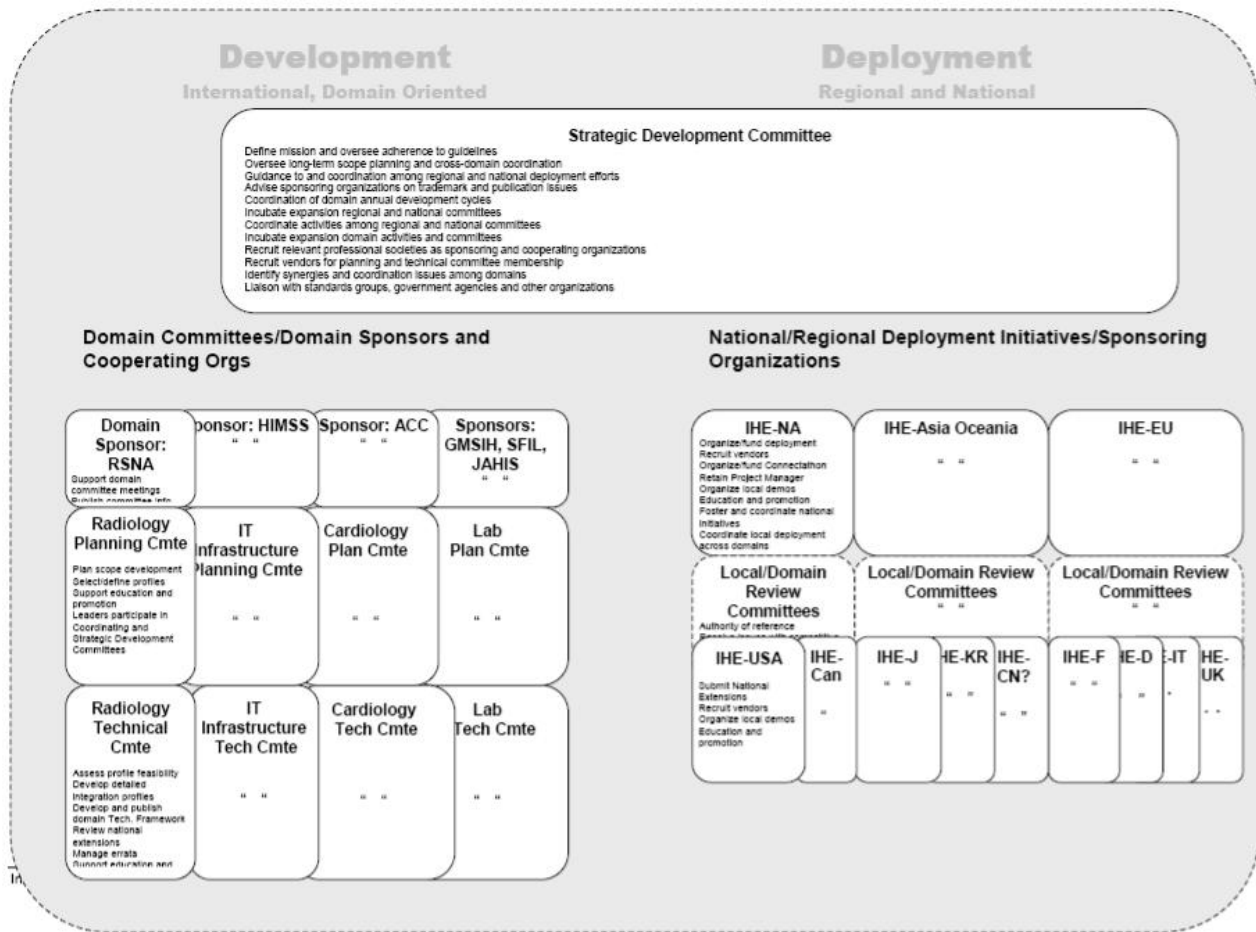 Development
International, Domain Oriented
Deployment
Regional and National
Strategic Development Committee
Define mission and oversee adherence to guidelines
Oversee long-term scope planning and cross-domain coordination
Guidance to and coordination among regional and national deployment efforts
Advise sponsoring organizations on trademark and publication issues
Coordination of domain annual development cycles
Incubate expansion regional and national committees
Coordinate activities among regional and national committees
Incubate expansion domain activities and committees
Recruit relevant professional societies as sponsoring and cooperating organizations
Recruit vendors for planning and technical committee membership
Identify synergies and coordination issues among domains
Liaison with standards groups, government agencies and other organizations
Domain Committees/Domain Sponsors and
Cooperating Orgs
Domain
Sponsor:
RSNA
Support domain
committee meetings
Publish committee info
ponsor: HIMSS
“ “
Sponsor: ACC
“ “
Sponsors:
GMSIH, SFIL,
JAHIS
“ “
Radiology
Planning Cmte
Plan scope development
Select/define profiles
Support education and
promotion
Leaders participate in
Coordinating and
Strategic Development
Committees
IT
Infrastructure
Planning Cmte
“ “
Cardiology
Plan Cmte
“ “
Lab
Plan Cmte
“ “
Radiology
Technical
Cmte
Assess profile feasibility
Develop detailed
Integration profiles
Develop and publish
domain Tech. Framework
Review national
extensions
Manage errata
Support education and
IT
Infrastructure
Tech Cmte
“ “
Cardiology
Tech Cmte
“ “
Lab
Tech Cmte
“ “
National/Regional Deployment Initiatives/Sponsoring
Organizations
IHE-NA
Organize/fund deployment
Recruit vendors
Organize/fund Connectathon
Retain Project Manager
Organize local demos
Education and promotion
Foster and coordinate national
initiatives
Coordinate local deployment
across domains
IHE-Asia Oceania
“ “
IHE-EU
“ “
Local/Domain
Review
Committees
Authority of reference
Local/Domain Review
Committees
“ “
Local/Domain Review
Committees
“ “
IHE-USA
Submit National
Extensions
Recruit vendors
Organize local demos
Education and
promotion
IHE-
Can
“
IHE-J
“ “
HE-KR
“ ”
IHE-
CN?
“ ”
IHE-F
“ “
HE-D
”
E-IT
"
HE-
UK
“ "
In